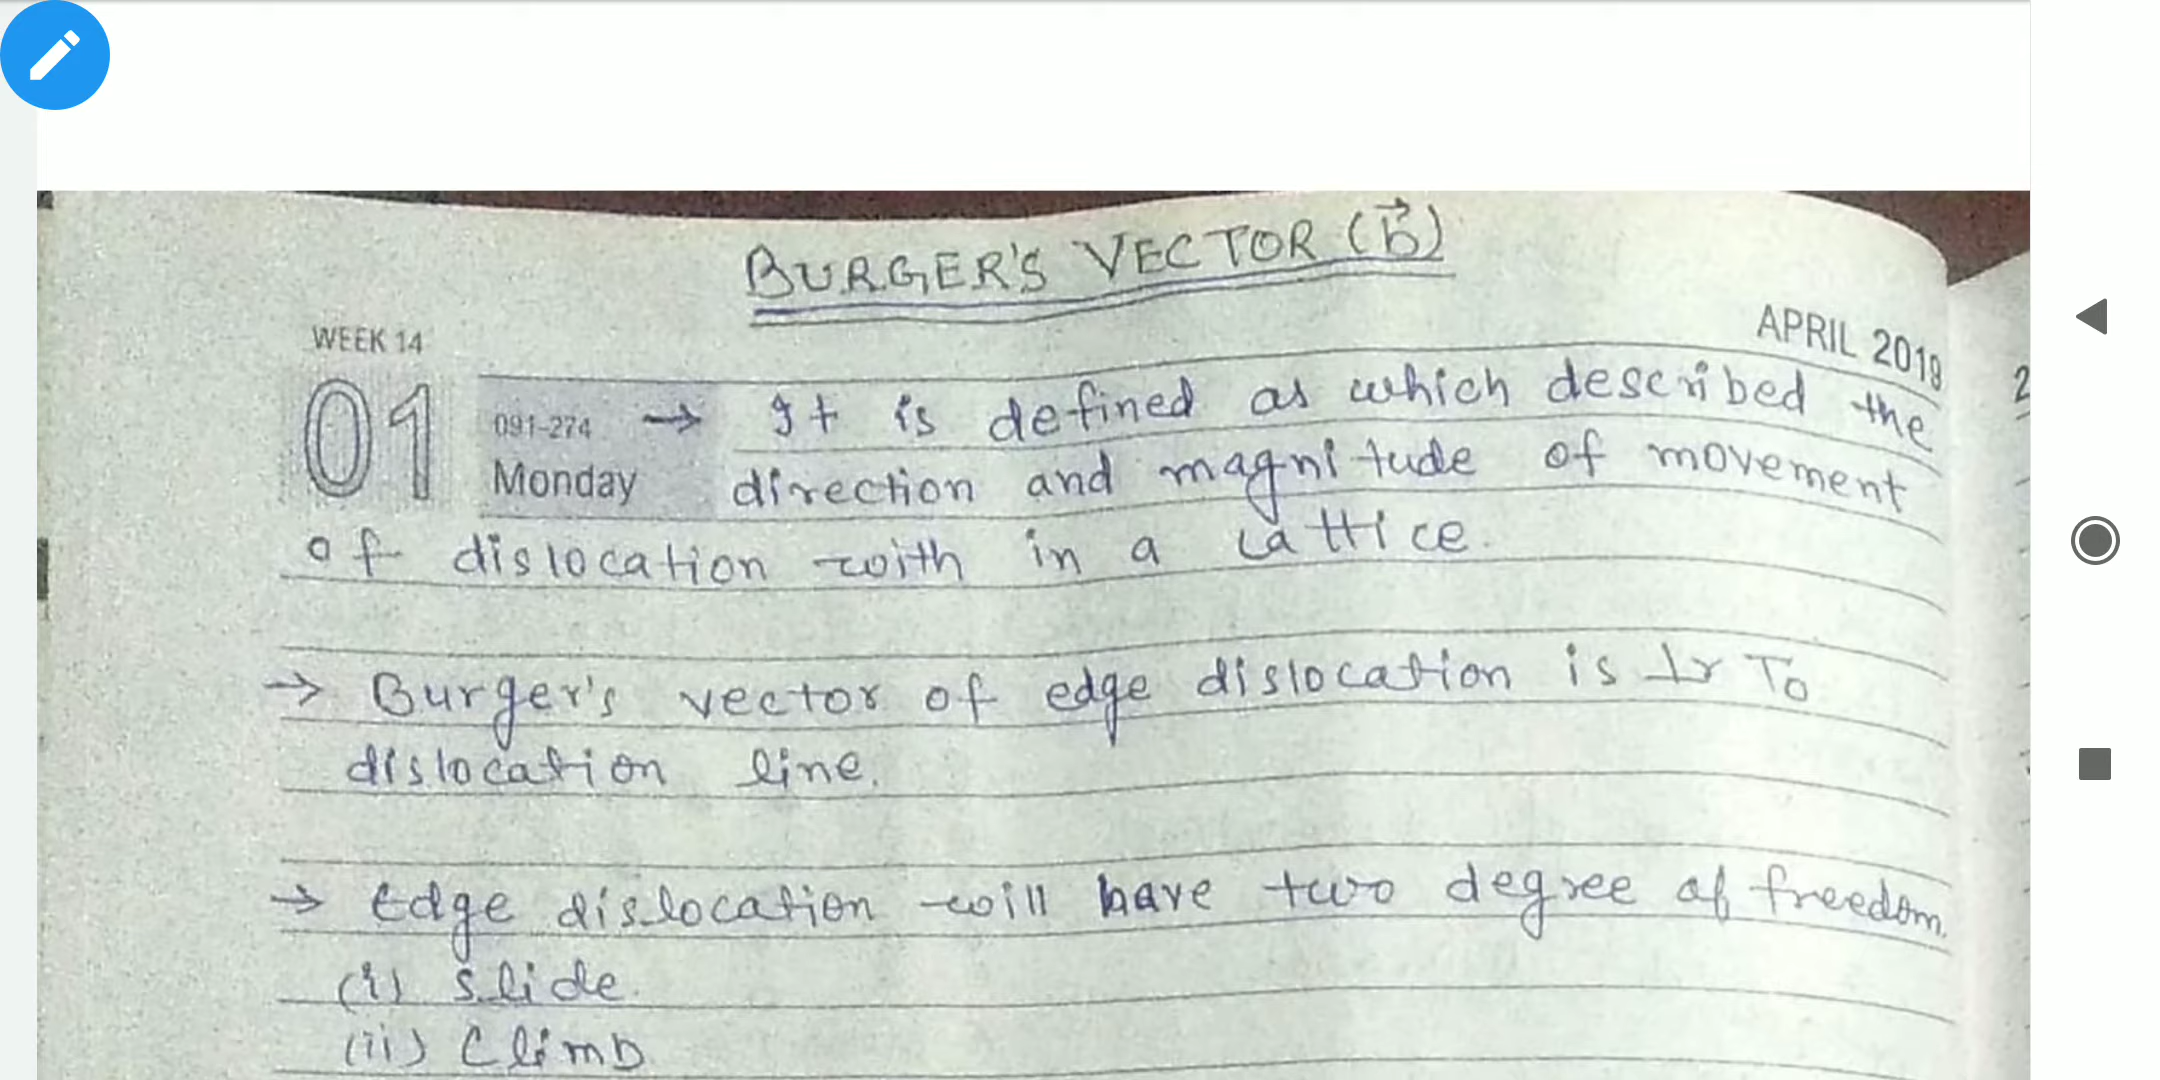 BURGER'S VECTOR (b⃗)
WEEK 14
APRIL 2019
01 091-274 → It is defined as which described the
Monday direction and magnitude of movement
of dislocation with in a Lattice.
→ Burger's vector of edge dislocation is ⊥r To
dislocation line.
→ Edge dislocation will have two degree of freedom.
(i) Slide
(ii) Climb
2